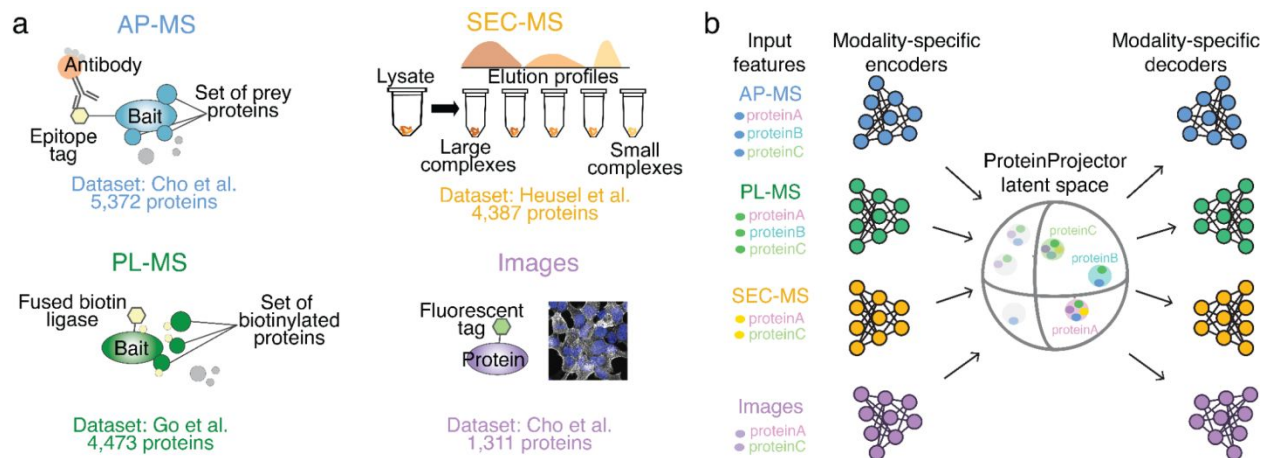 a
AP-MS
Antibody
Epitope
tag
Bait
Set of prey
proteins
Dataset: Cho et al.
5,372 proteins
SEC-MS
Lysate
Elution profiles
Large
complexes
Small
complexes
Dataset: Heusel et al.
4,387 proteins
PL-MS
Fused biotin
ligase
Bait
Set of
biotinylated
proteins
Dataset: Go et al.
4,473 proteins
Images
Fluorescent
tag
Protein
Dataset: Cho et al.
1,311 proteins
b
Input
features
Modality-specific
encoders
Modality-specific
decoders
AP-MS
proteinA
proteinB
proteinC
PL-MS
proteinA
proteinB
proteinC
SEC-MS
proteinA
proteinC
Images
proteinA
proteinC
ProteinProjector
latent space
proteinC
proteinB
proteinA